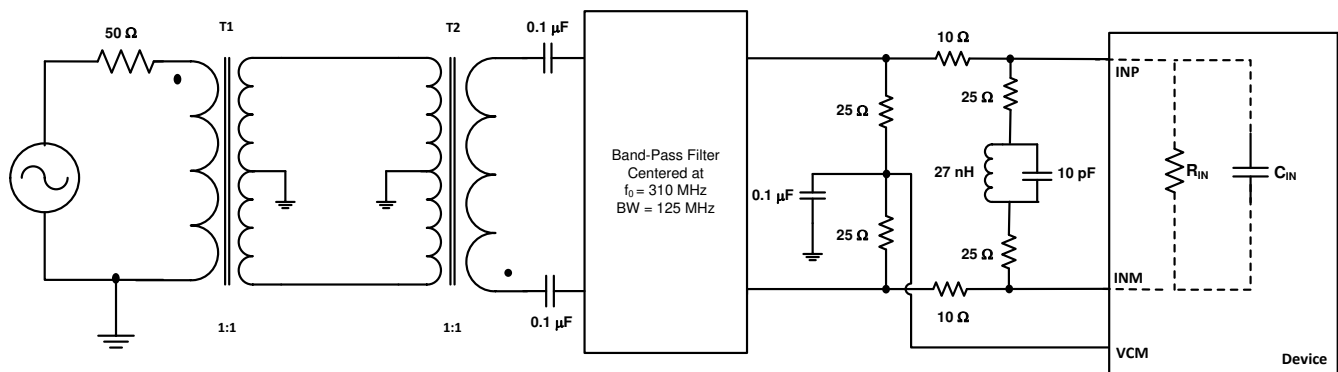 50 Ω
T1
T2
0.1 µF
10 Ω
INP
25 Ω
25 Ω
Band-Pass Filter
Centered at
f0 = 310 MHz
BW = 125 MHz
27 nH
10 pF
RIN
CIN
0.1 µF
25 Ω
25 Ω
INM
0.1 µF
10 Ω
1:1
1:1
VCM
Device